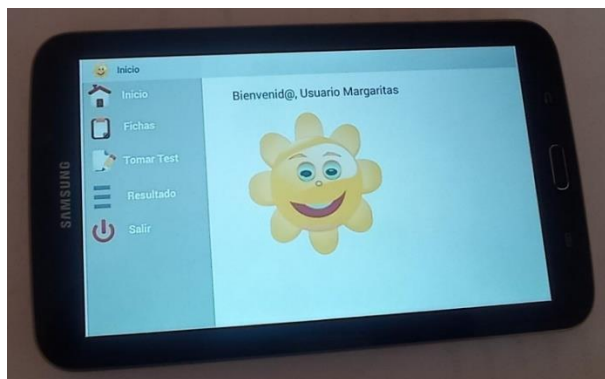 SAMSUNG
Inicio
Inicio
Fichas
Tomar Test
Resultado
Salir
Bienvenid@, Usuario Margaritas